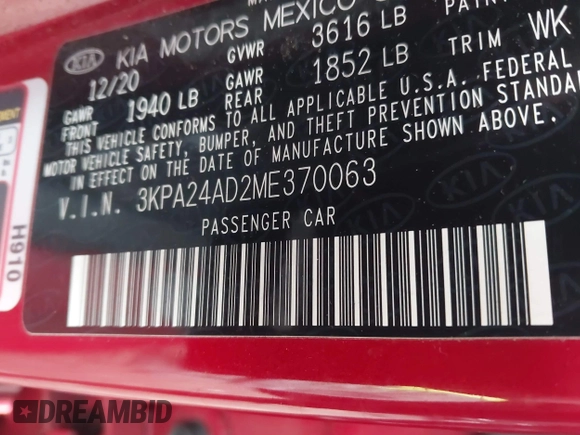 KIA KIA MOTORS MEXICO
12/20 GVWR 3616 LB
GAWR FRONT 1940 LB GAWR REAR 1852 LB TRIM WK
THIS VEHICLE CONFORMS TO ALL APPLICABLE U.S.A. FEDERAL
MOTOR VEHICLE SAFETY, BUMPER, AND THEFT PREVENTION
IN EFFECT ON THE DATE OF MANUFACTURE SHOWN ABOVE.
V.I.N. 3KPA24AD2ME370063
PASSENGER CAR
H910
DREAMBID